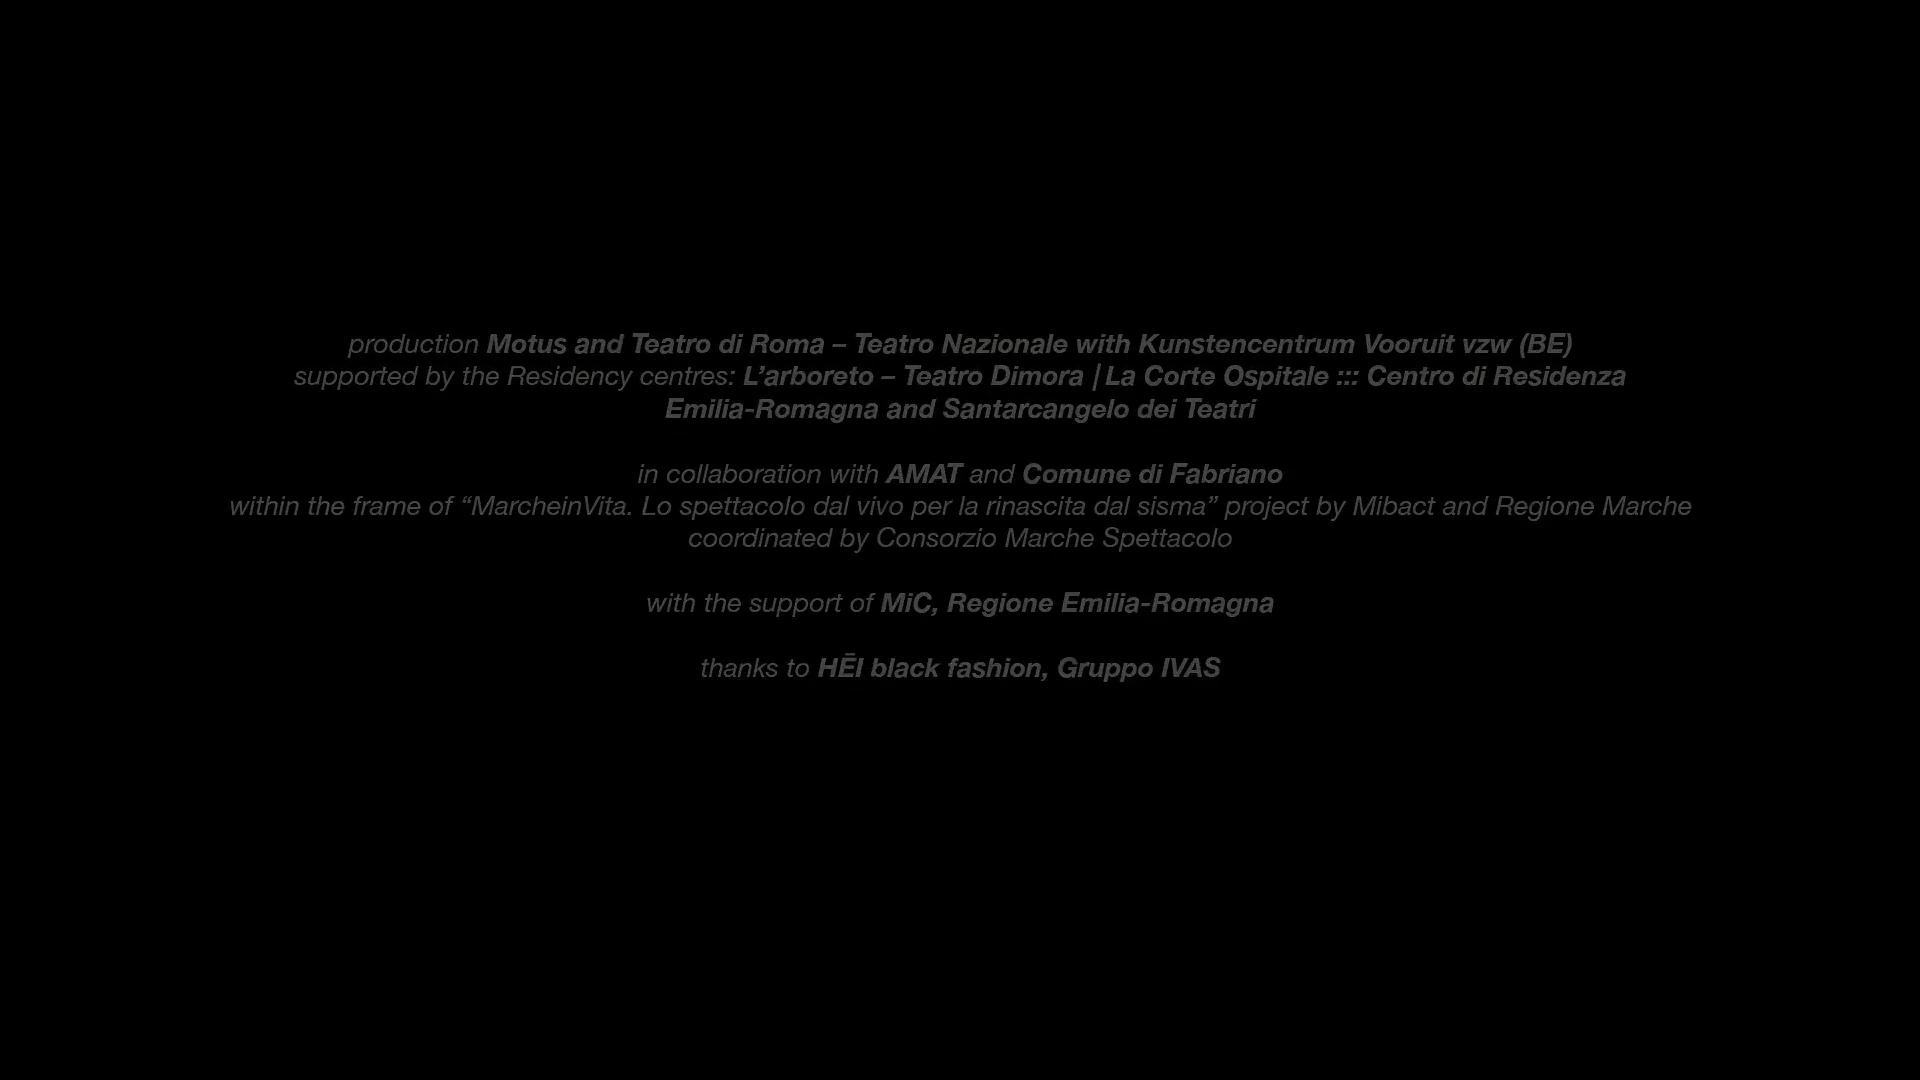 production Motus and Teatro di Roma – Teatro Nazionale with Kunstencentrum Vooruit vzw (BE)
supported by the Residency centres: L’arboreto – Teatro Dimora | La Corte Ospitale ::: Centro di Residenza
Emilia-Romagna and Santarcangelo dei Teatri
in collaboration with AMAT and Comune di Fabriano
within the frame of “MarcheinVita. Lo spettacolo dal vivo per la rinascita dal sisma” project by Mibact and Regione Marche
coordinated by Consorzio Marche Spettacolo
with the support of MiC, Regione Emilia-Romagna
thanks to HĒI black fashion, Gruppo IVAS